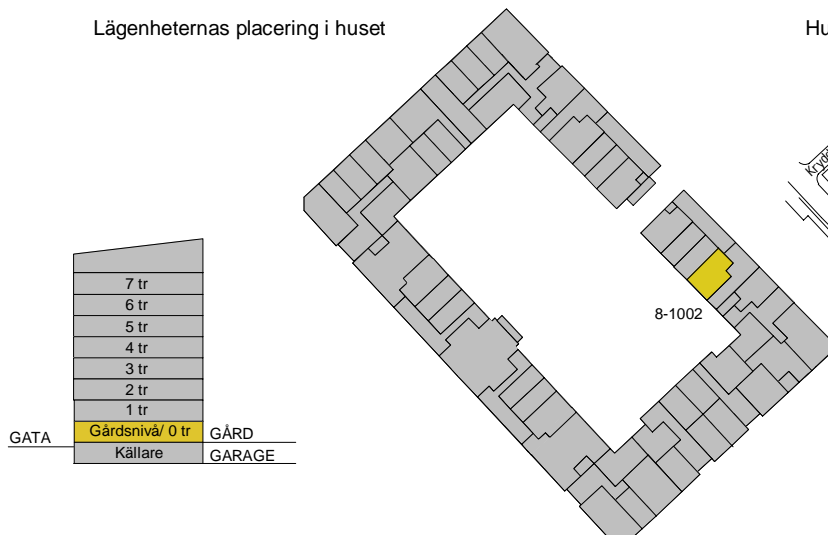 Lägenheternas placering i huset
Hu
Krydd
7 tr
6 tr
5 tr
4 tr
3 tr
2 tr
1 tr
Gårdsnivå/ 0 tr
Källare
GATA
GÅRD
GARAGE
8-1002